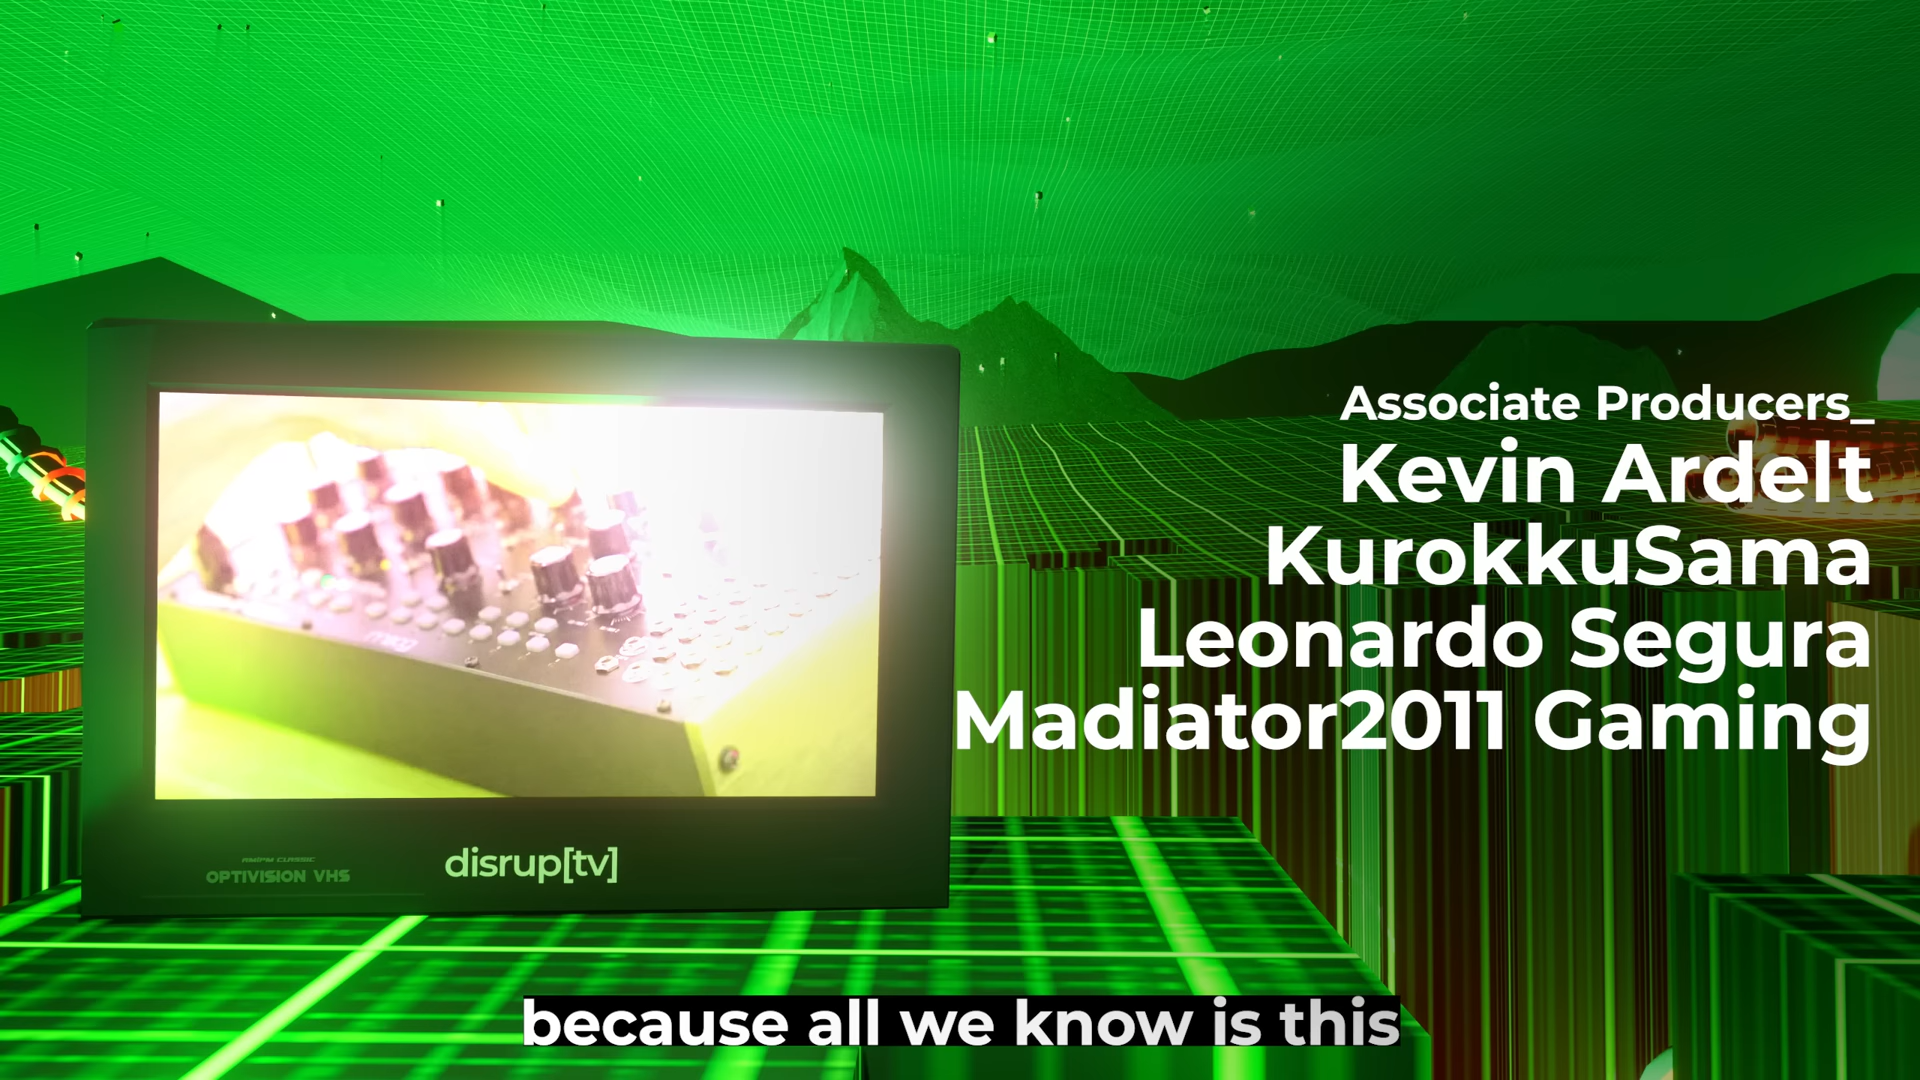 Associate Producers_
Kevin Ardelt
KurokkuSama
Leonardo Segura
Madiator2011 Gaming
moog
disrup[tv]
OPTIVISION VHS
because all we know is this